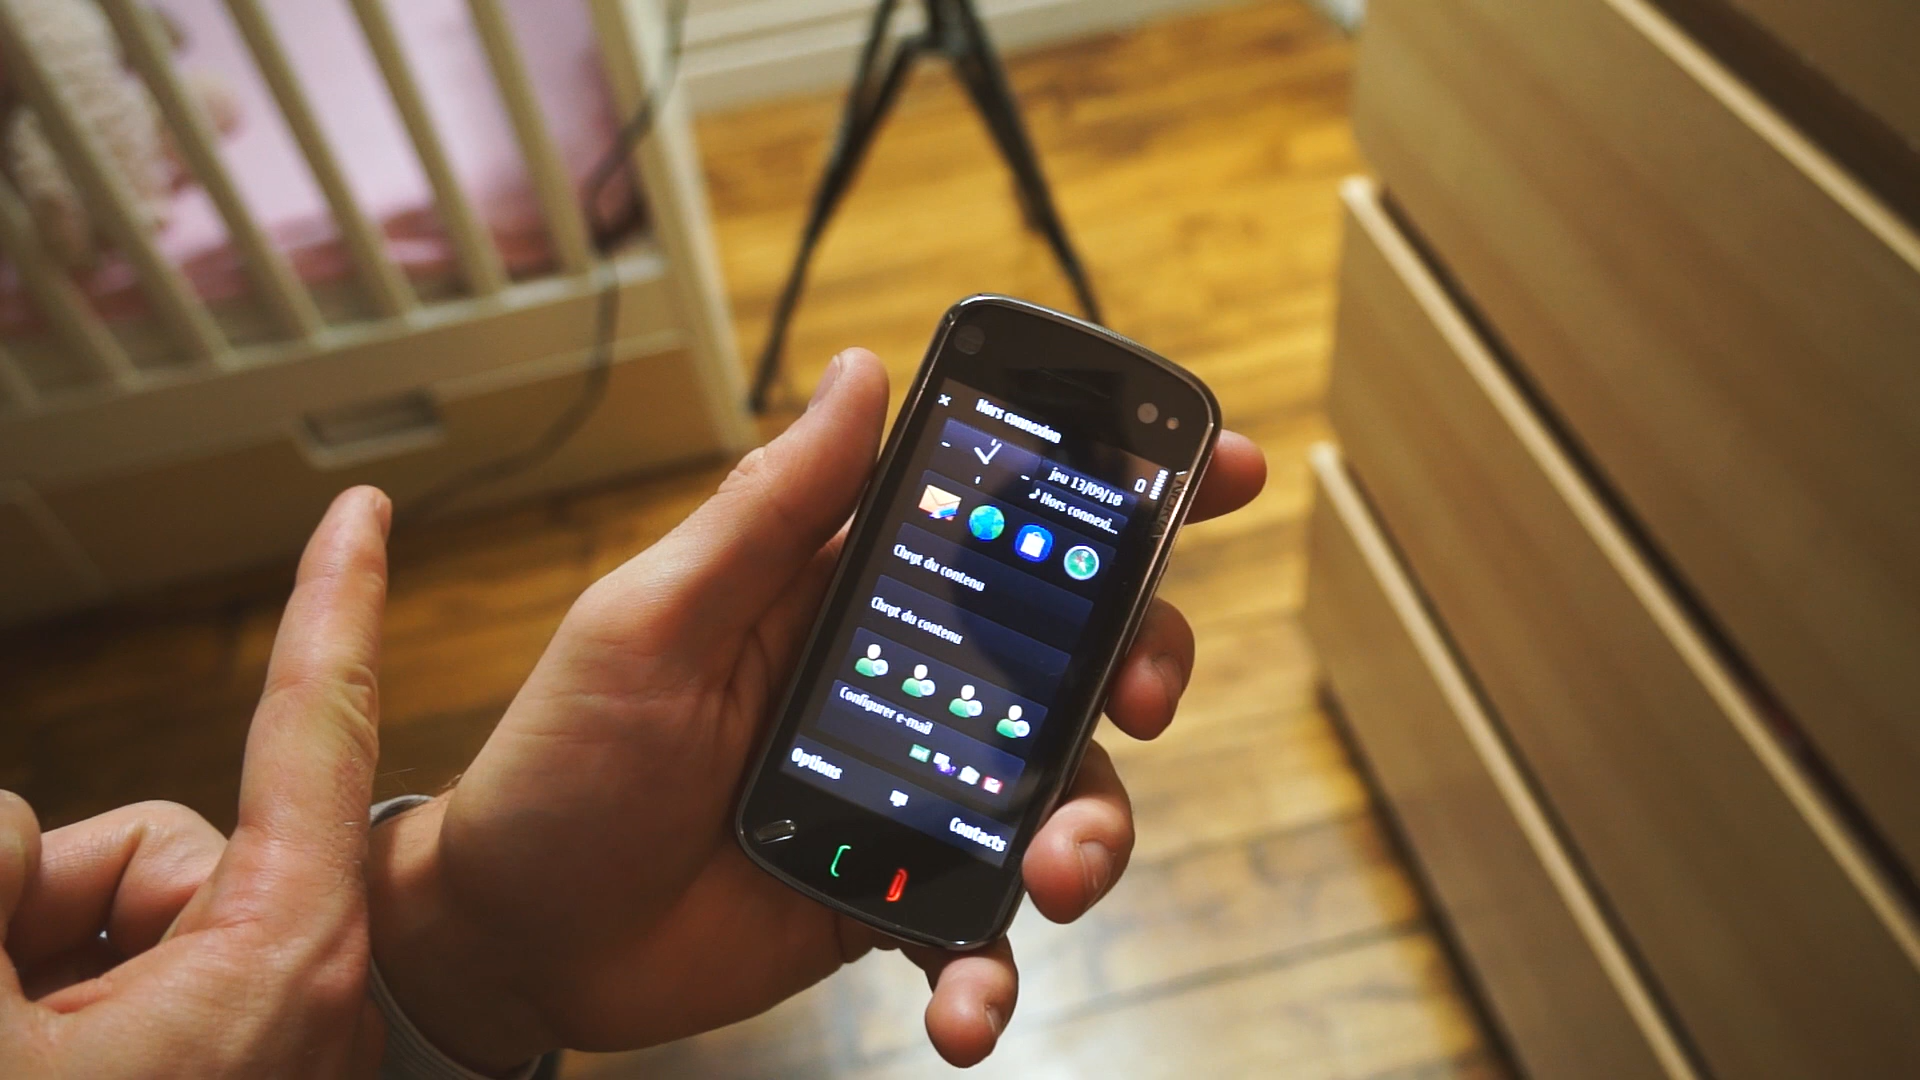 Hors connexion
jeu 13/09/18
Hors connexi...
Chrgt du contenu
Chrgt du contenu
Configurer e-mail
Options
Contacts
NOKIA